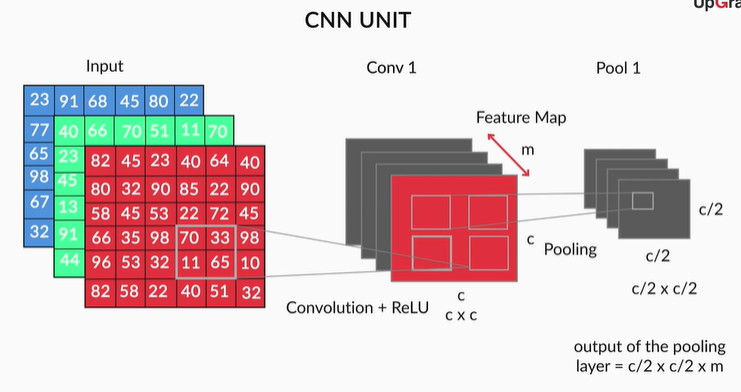 UpGra
CNN UNIT
Input
Conv 1
Pool 1
23 91 68 45 80 22
77 40 66 70 51 11 70
65 23 82 45 23 40 64 40
98 45 80 32 90 85 22 90
67 13 58 45 53 22 72 45
32 91 66 35 98 70 33 98
44 96 53 32 11 65 10
82 58 22 40 51 32
Feature Map
m
c
Pooling
c/2
c/2
c/2 x c/2
Convolution + ReLU
c
c x c
output of the pooling
layer = c/2 x c/2 x m